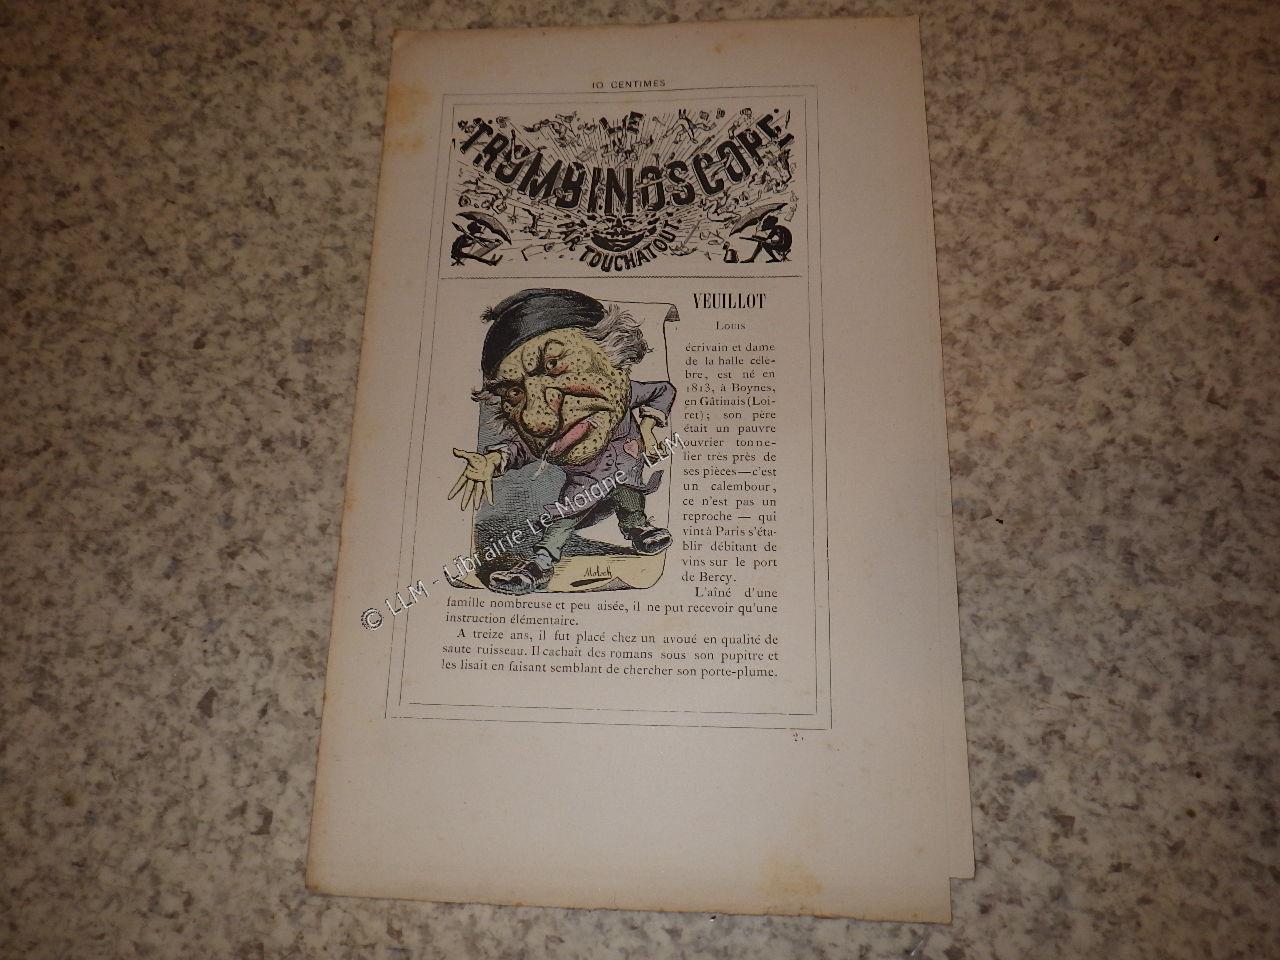 10 CENTIMES
LE
TROMBINOSCOPE
PAR TOUCHATOUT
VEUILLOT
LOUIS
écrivain et dame
de la halle célè-
bre, est né en
1813, à Boynes,
en Gâtinais (Loi-
ret); son père
était un pauvre
ouvrier tonne-
lier très près de
ses pièces—c'est
un calembour,
ce n'est pas un
reproche — qui
vint à Paris s'éta-
blir débitant de
vins sur le port
de Bercy.
L'aîné d'une
famille nombreuse et peu aisée, il ne put recevoir qu'une
instruction élémentaire.
A treize ans, il fut placé chez un avoué en qualité de
saute ruisseau. Il cachait des romans sous son pupitre et
les lisait en faisant semblant de chercher son porte-plume.
Moloch
© LLM - Librairie Le Moigne - LLM